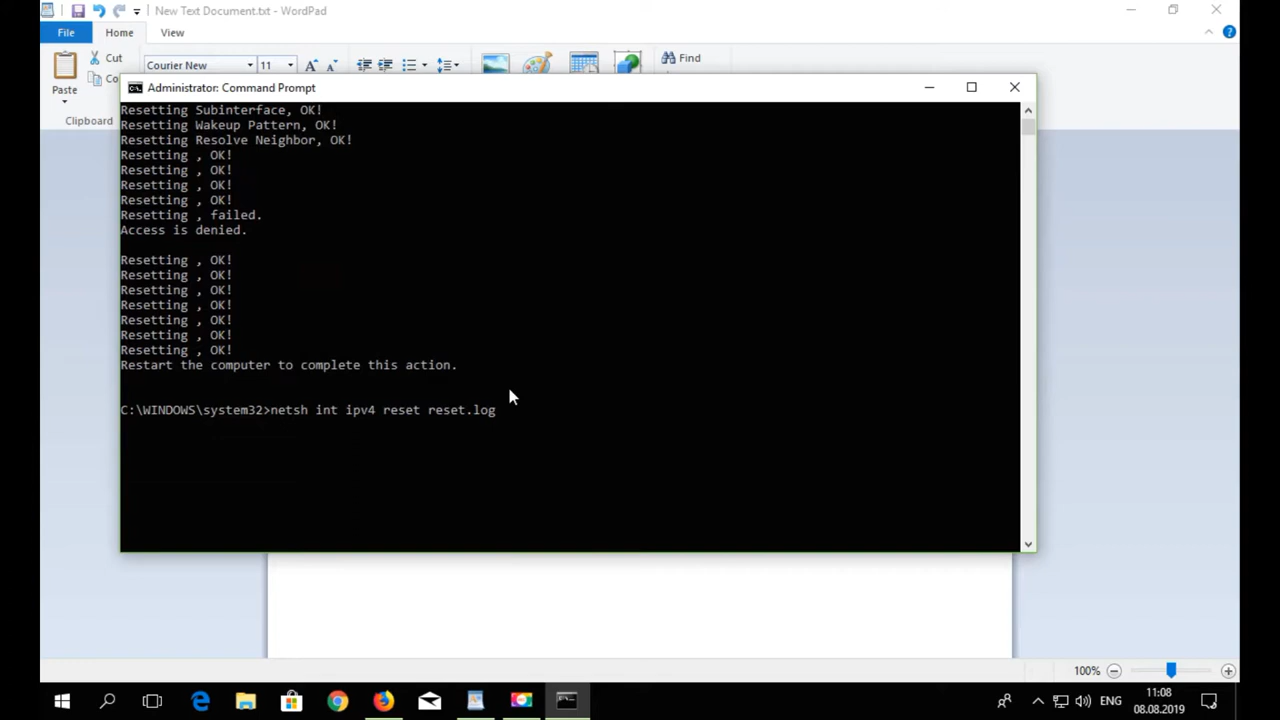 New Text Document.txt - WordPad
File
Home
View
Paste
Cut
Co
Clipboard
Courier New
11
Find
Administrator: Command Prompt
Resetting Subinterface, OK!
Resetting Wakeup Pattern, OK!
Resetting Resolve Neighbor, OK!
Resetting , OK!
Resetting , OK!
Resetting , OK!
Resetting , OK!
Resetting , failed.
Access is denied.
Resetting , OK!
Resetting , OK!
Resetting , OK!
Resetting , OK!
Resetting , OK!
Resetting , OK!
Resetting , OK!
Restart the computer to complete this action.
C:\WINDOWS\system32>netsh int ipv4 reset reset.log
100%
ENG
11:08
08.08.2019